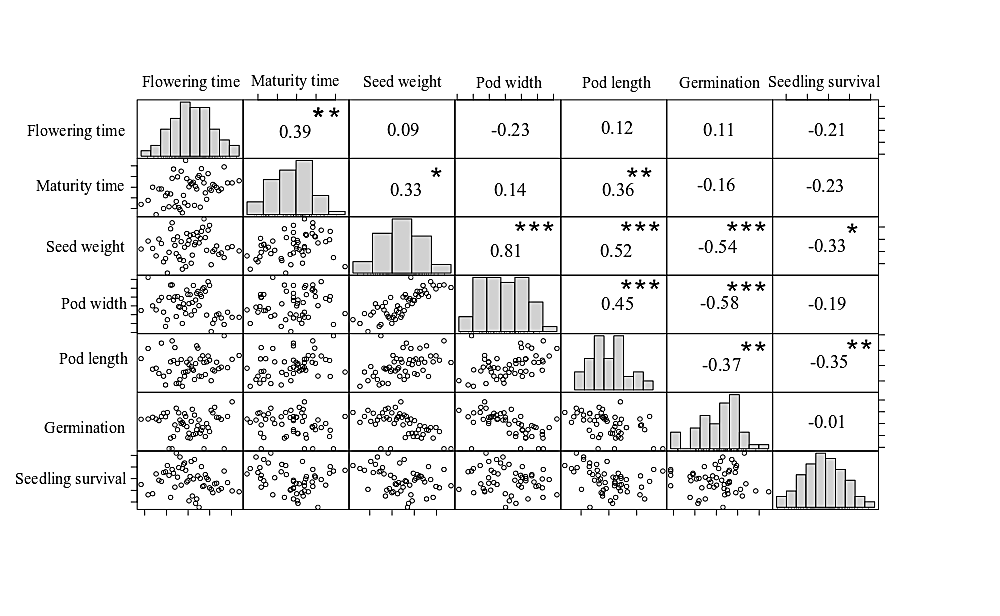 Flowering time Maturity time Seed weight Pod width Pod length Germination Seedling survival
Flowering time 0.39 ** 0.09 -0.23 0.12 0.11 -0.21
Maturity time 0.33 * 0.14 0.36 ** -0.16 -0.23
Seed weight 0.81 *** 0.52 *** -0.54 *** -0.33 *
Pod width 0.45 *** -0.58 *** -0.19
Pod length -0.37 ** -0.35 **
Germination -0.01
Seedling survival